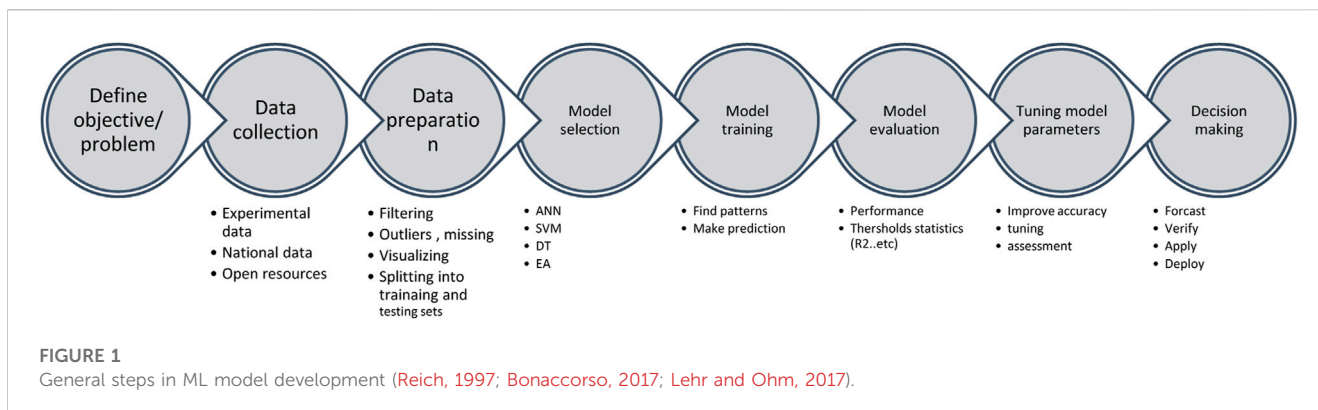 Define
objective/
problem
Data
collection
Data
preparatio
n
Model
selection
Model
training
Model
evaluation
Tuning model
parameters
Decision
making
• Experimental
data
• National data
• Open resources
• Filtering
• Outliers , missing
• Visualizing
• Splitting into
trainaing and
testing sets
• ANN
• SVM
• DT
• EA
• Find patterns
• Make prediction
• Performance
• Thersholds statistics
(R2..etc)
• Improve accuracy
• tuning
• assessment
• Forcast
• Verify
• Apply
• Deploy
FIGURE 1
General steps in ML model development (Reich, 1997; Bonaccorso, 2017; Lehr and Ohm, 2017).